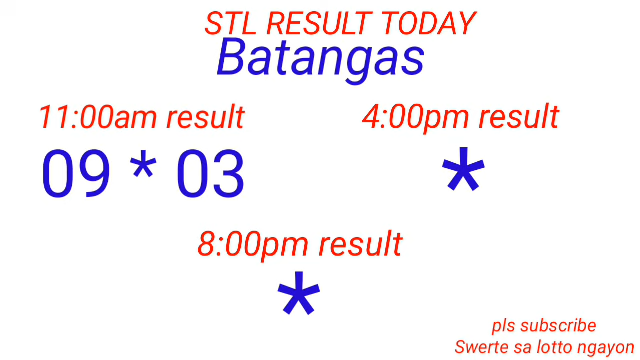 STL RESULT TODAY
Batangas
11:00am result
09 * 03
4:00pm result
*
8:00pm result
*
pls subscribe
Swerte sa lotto ngayon